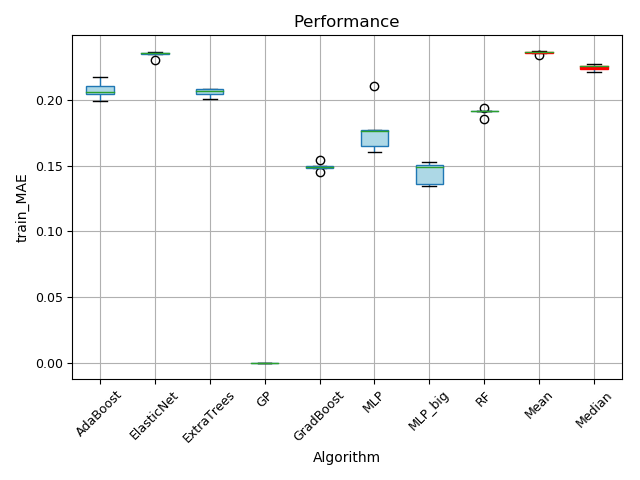 Performance
train_MAE
0.20
0.15
0.10
0.05
0.00
AdaBoost
ElasticNet
ExtraTrees
GP
GradBoost
MLP
MLP_big
RF
Mean
Median
Algorithm